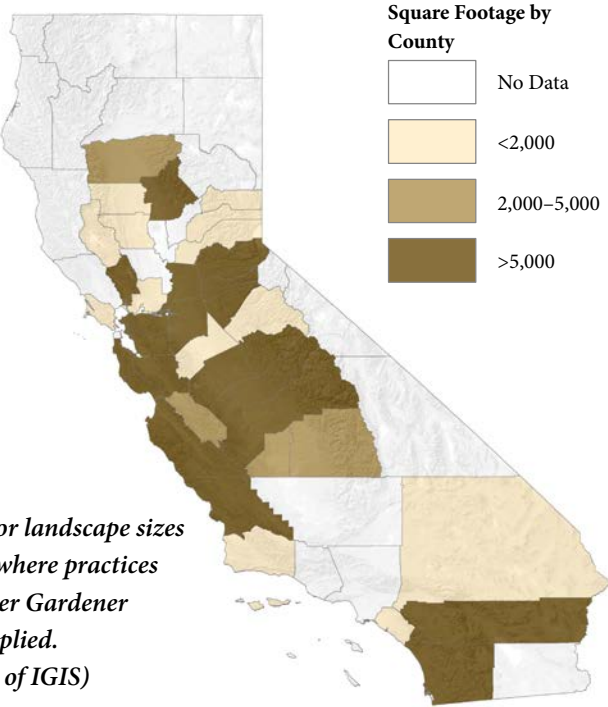 Square Footage by
County
No Data
<2,000
2,000–5,000
>5,000
or landscape sizes
where practices
er Gardener
plied.
of IGIS)